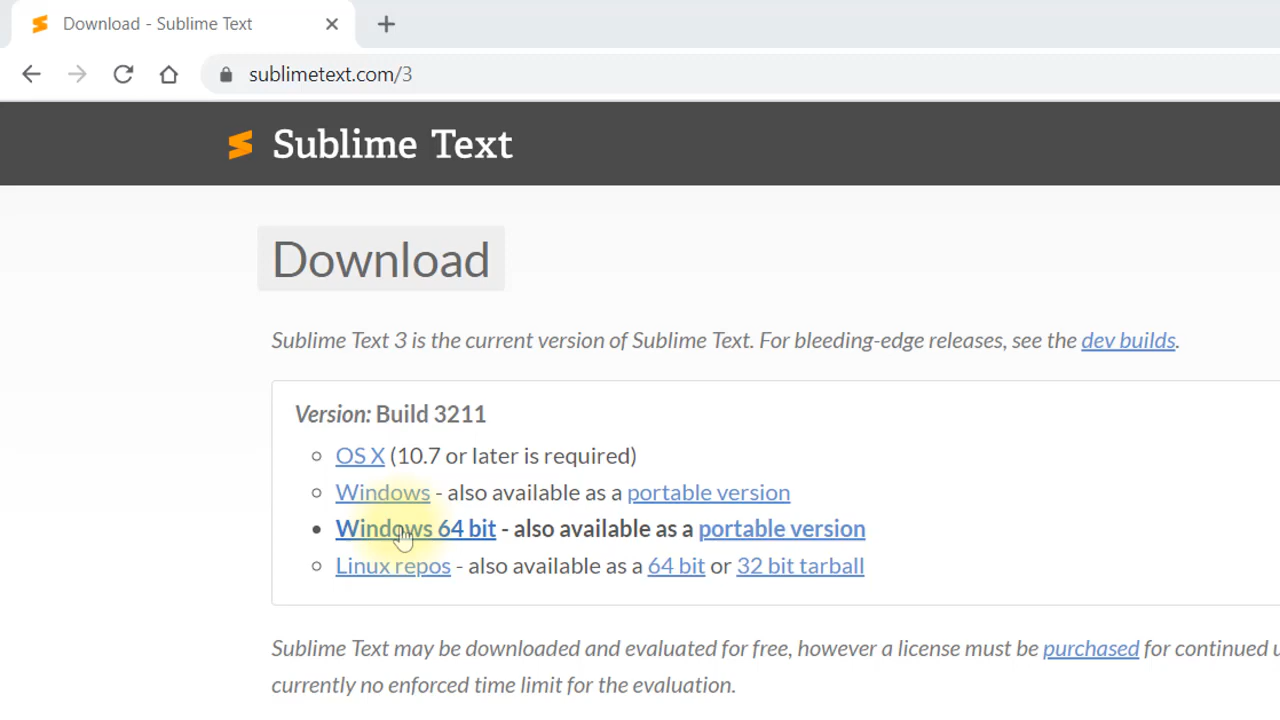 Download - Sublime Text
sublimetext.com/3
Sublime Text
Download
Sublime Text 3 is the current version of Sublime Text. For bleeding-edge releases, see the dev builds.
Version: Build 3211
OS X (10.7 or later is required)
Windows - also available as a portable version
Windows 64 bit - also available as a portable version
Linux repos - also available as a 64 bit or 32 bit tarball
Sublime Text may be downloaded and evaluated for free, however a license must be purchased for continued
currently no enforced time limit for the evaluation.